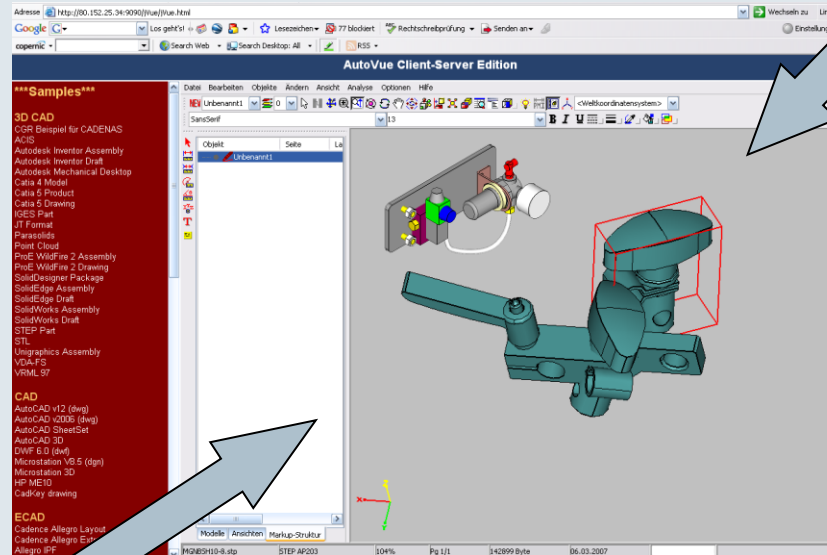 Adresse http://80.152.25.34:9090/jVue/jVue.html Wechseln zu
Google G Los geht's! Lesezeichen 77 blockiert Rechtschreibprüfung Senden an
copernic Search Web Search Desktop: All RSS
AutoVue Client-Server Edition
***Samples***
Datei Bearbeiten Objekte Ändern Ansicht Analyse Optionen Hilfe
Unbenannt1 0 <Weltkoordinatensystem>
SansSerif 13 B I U
Objekt Seite La
Unbenannt1
3D CAD
CGR Beispiel für CADENAS
ACIS
Autodesk Inventor Assembly
Autodesk Inventor Draft
Autodesk Mechanical Desktop
Catia 4 Model
Catia 5 Product
Catia 5 Drawing
IGES Part
JT Format
Parasolids
Point Cloud
ProE WildFire 2 Assembly
ProE WildFire 2 Drawing
SolidDesigner Package
SolidEdge Assembly
SolidEdge Draft
SolidWorks Assembly
SolidWorks Draft
STEP Part
STL
Unigraphics Assembly
VDA-FS
VRML 97
CAD
AutoCAD v12 (dwg)
AutoCAD v2006 (dwg)
AutoCAD SheetSet
AutoCAD 3D
DWF 6.0 (dwf)
Microstation V8.5 (dgn)
Microstation 3D
HP ME10
CadKey drawing
ECAD
Cadence Allegro Layout
Cadence Allegro
Allegro IPF
Modelle Ansichten Markup-Struktur
MGNBSH10-8.stp STEP AP203 104% Pg 1/1 142899 Byte 06.03.2007